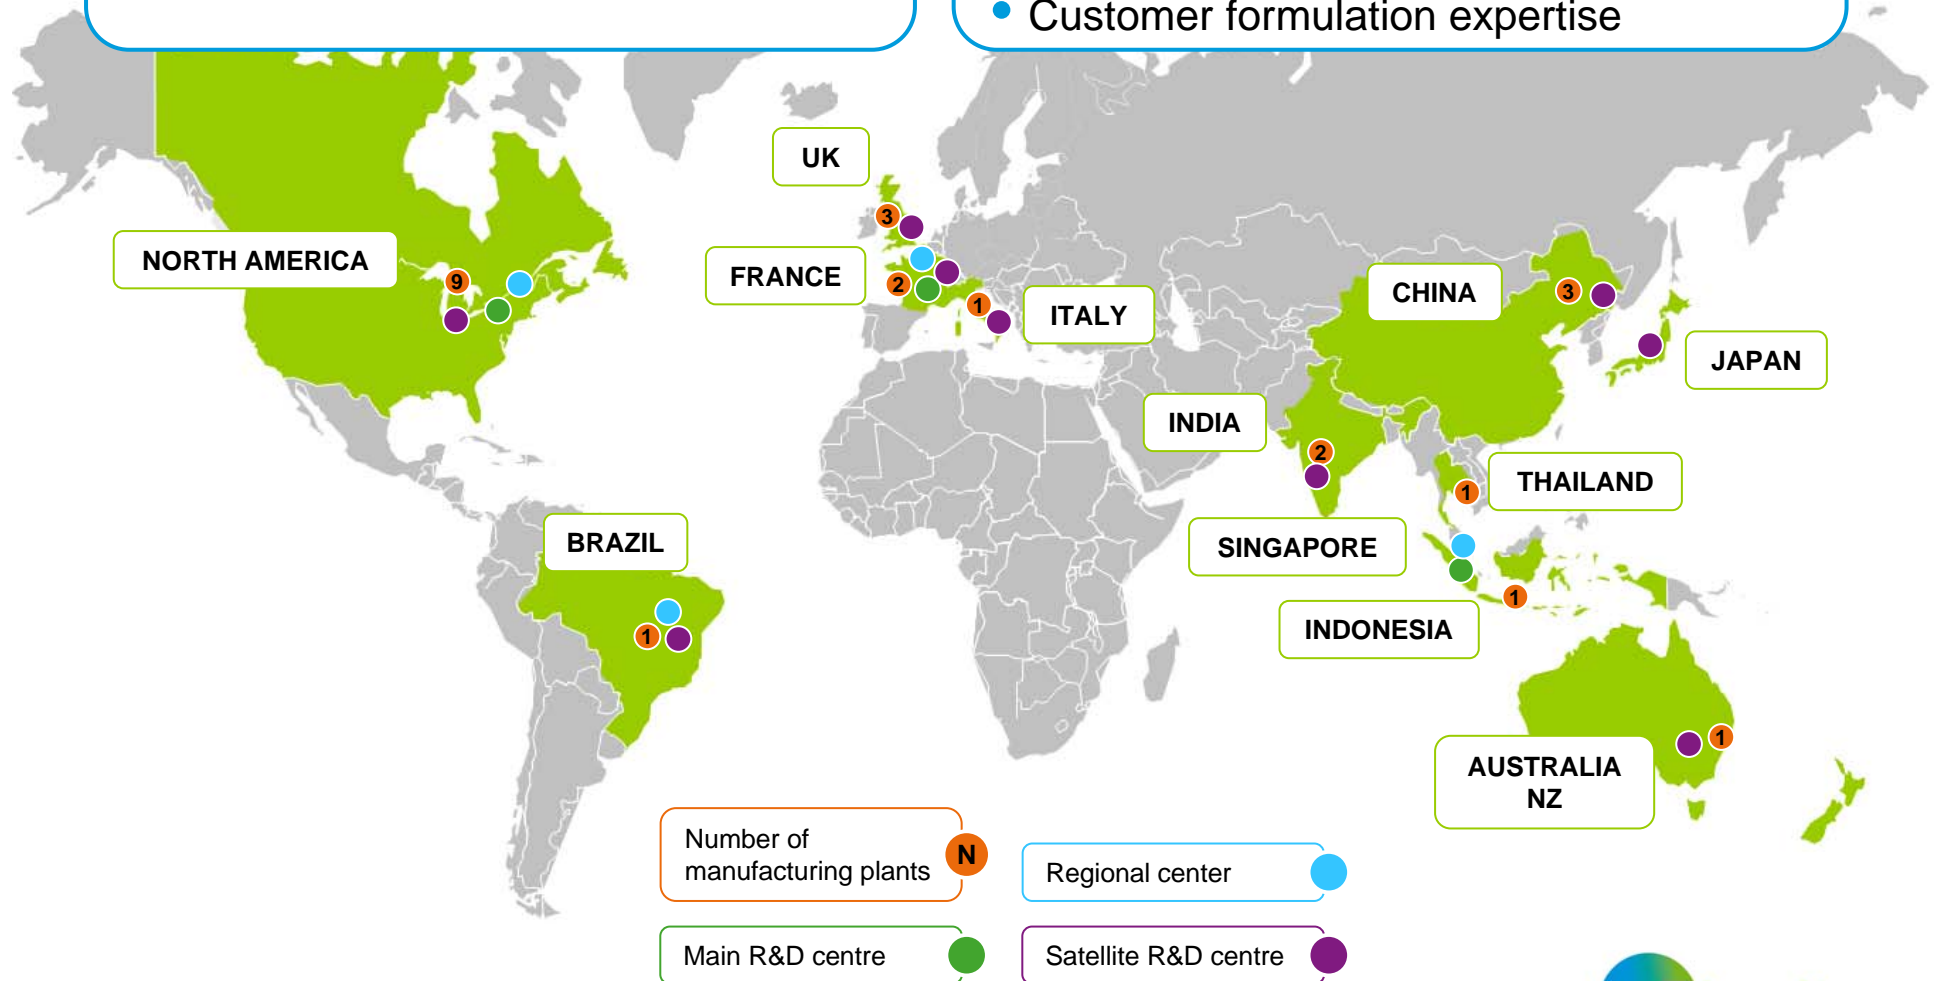 • Customer formulation expertise
UK
3
NORTH AMERICA
9
FRANCE
2
1
ITALY
CHINA
3
JAPAN
INDIA
2
THAILAND
1
BRAZIL
1
SINGAPORE
1
INDONESIA
AUSTRALIA
NZ
1
Number of
manufacturing plants
N
Regional center
Main R&D centre
Satellite R&D centre